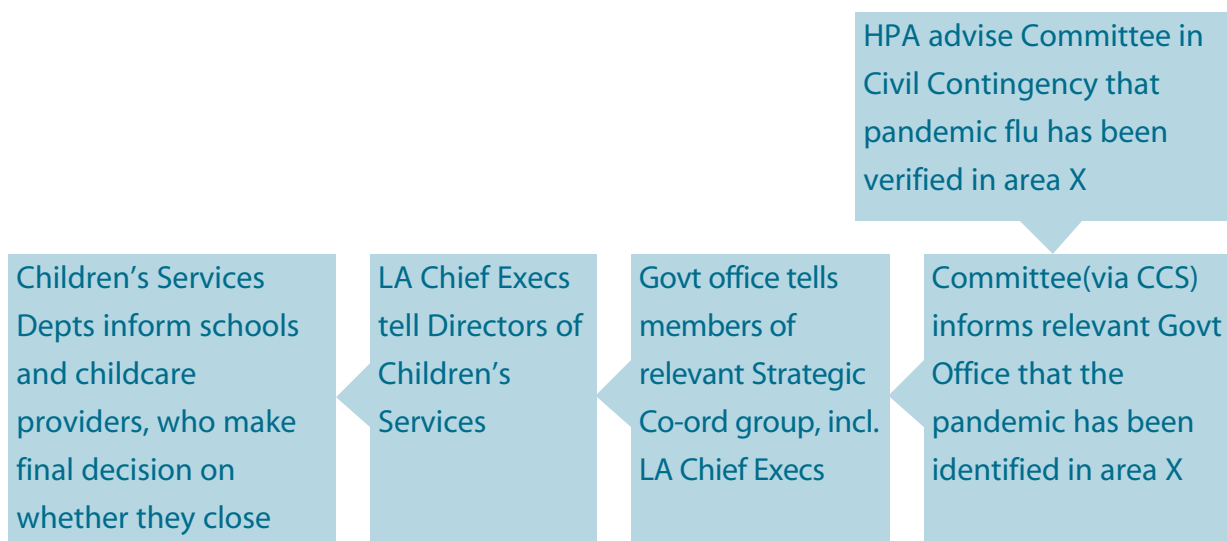 HPA advise Committee in
Civil Contingency that
pandemic flu has been
verified in area X
Children’s Services
Depts inform schools
and childcare
providers, who make
final decision on
whether they close
LA Chief Execs
tell Directors of
Children’s
Services
Govt office tells
members of
relevant Strategic
Co-ord group, incl.
LA Chief Execs
Committee(via CCS)
informs relevant Govt
Office that the
pandemic has been
identified in area X